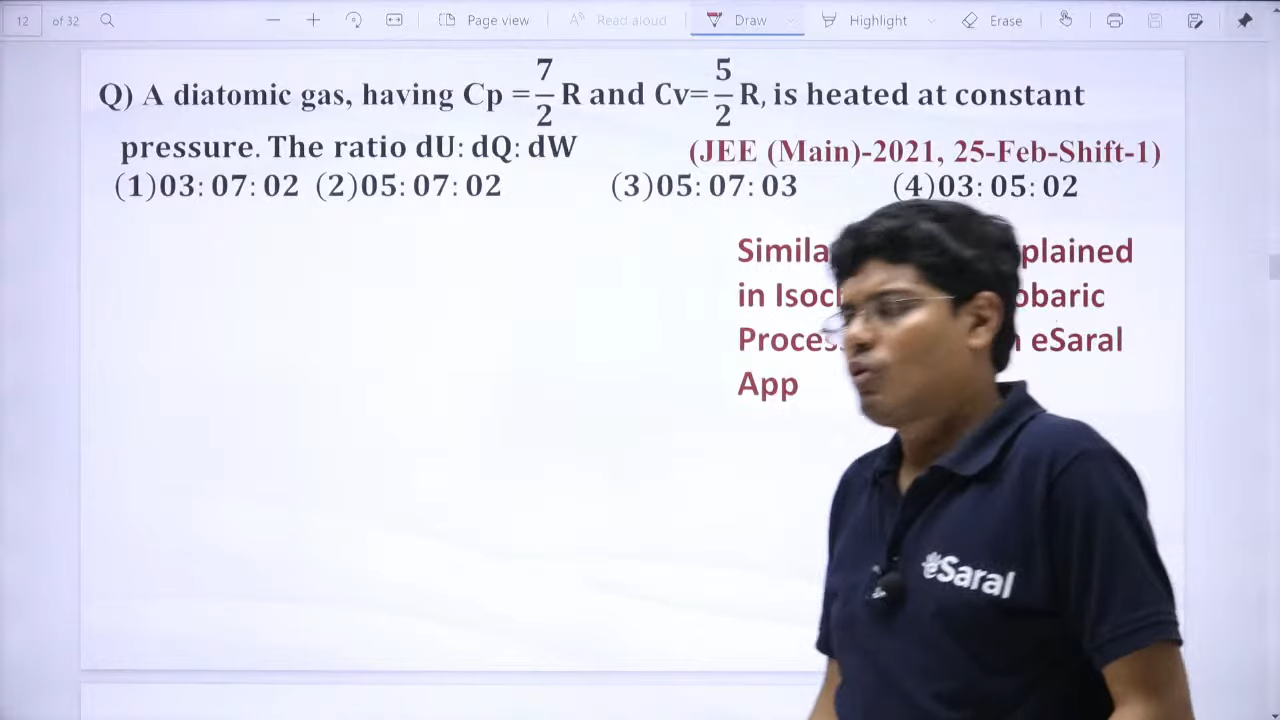 12 of 32 Page view Read aloud Draw Highlight Erase
Q) A diatomic gas, having Cp = 7/2 R and Cv= 5/2 R, is heated at constant
pressure. The ratio dU: dQ: dW (JEE (Main)-2021, 25-Feb-Shift-1)
(1)03: 07: 02 (2)05: 07: 02 (3)05: 07: 03 (4)03: 05: 02
in
eSaral
App
eSaral